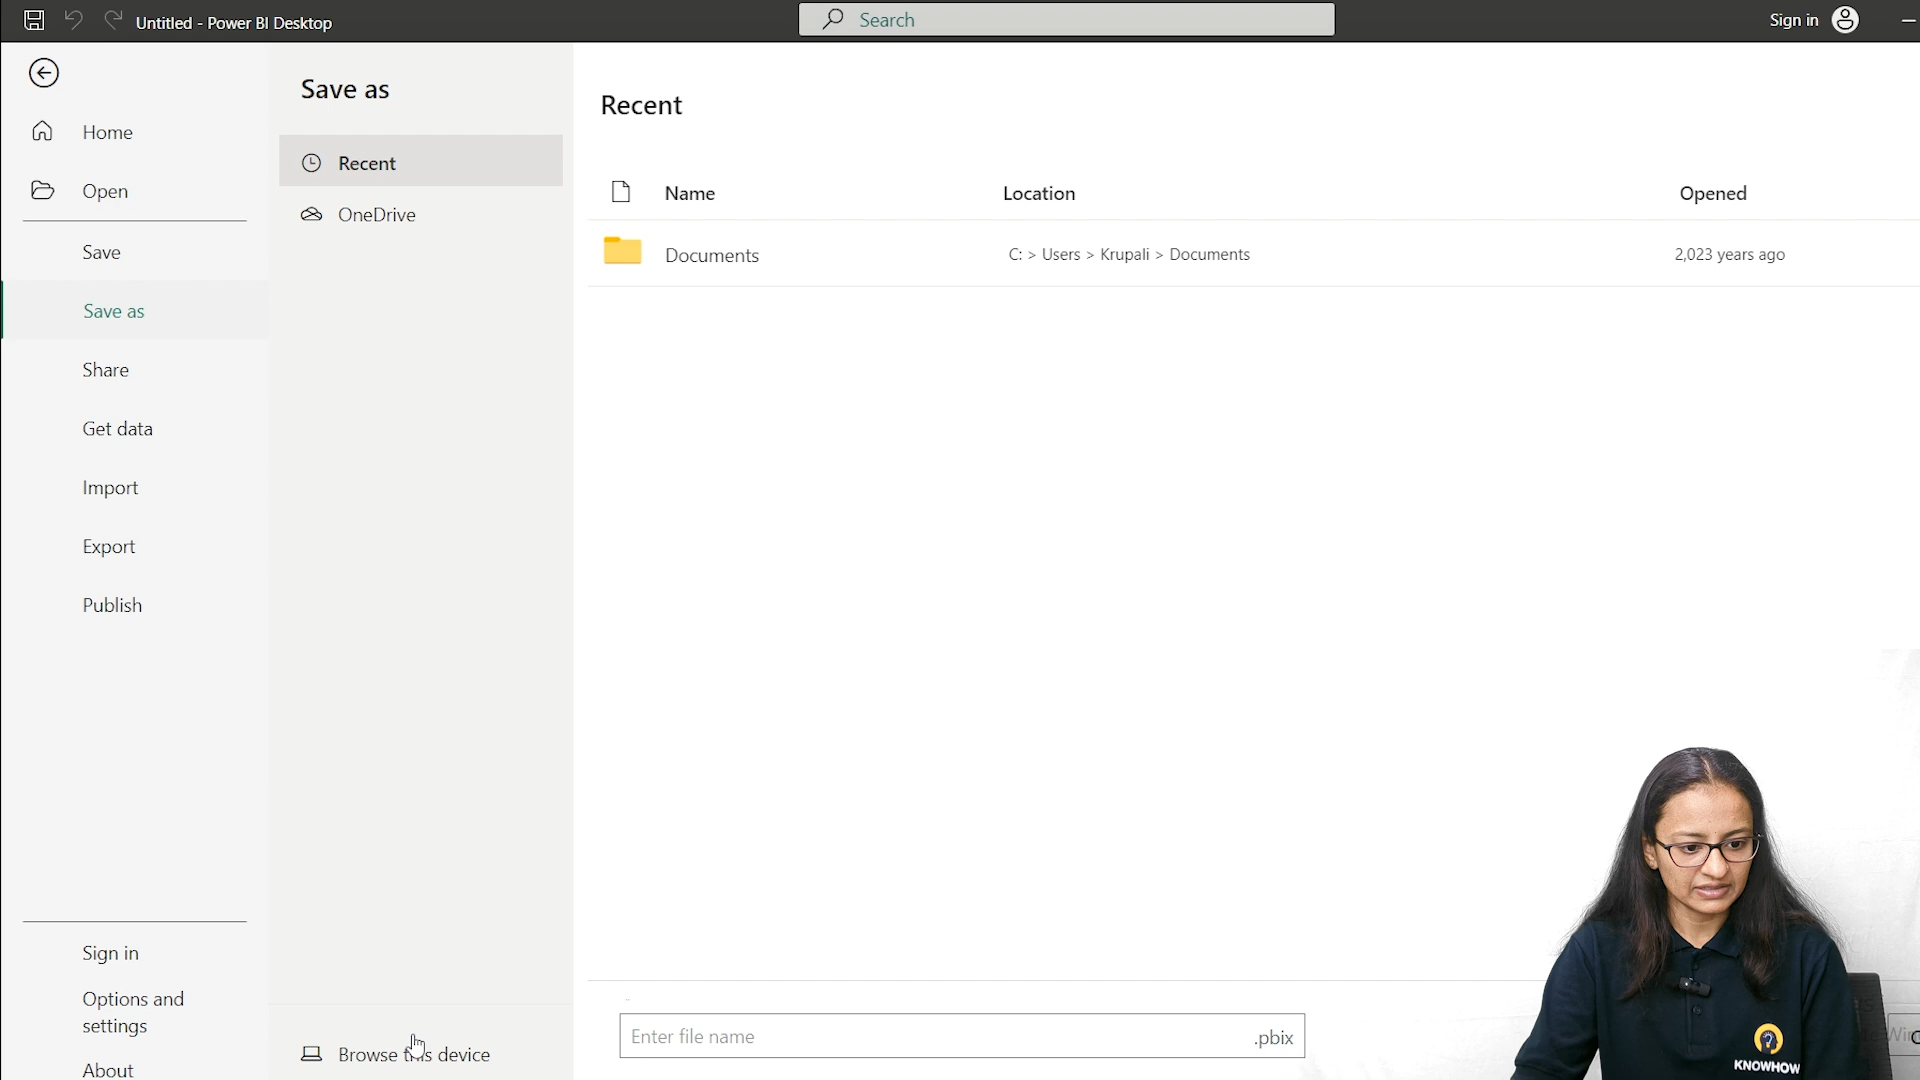 Untitled - Power BI Desktop
Search
Sign in
Save as
Recent
Home
Open
Recent
OneDrive
Name
Location
Opened
Documents
C: > Users > Krupali > Documents
2,023 years ago
Save
Save as
Share
Get data
Import
Export
Publish
Sign in
Options and
settings
About
Browse this device
Enter file name
.pbix
KNOWHOW